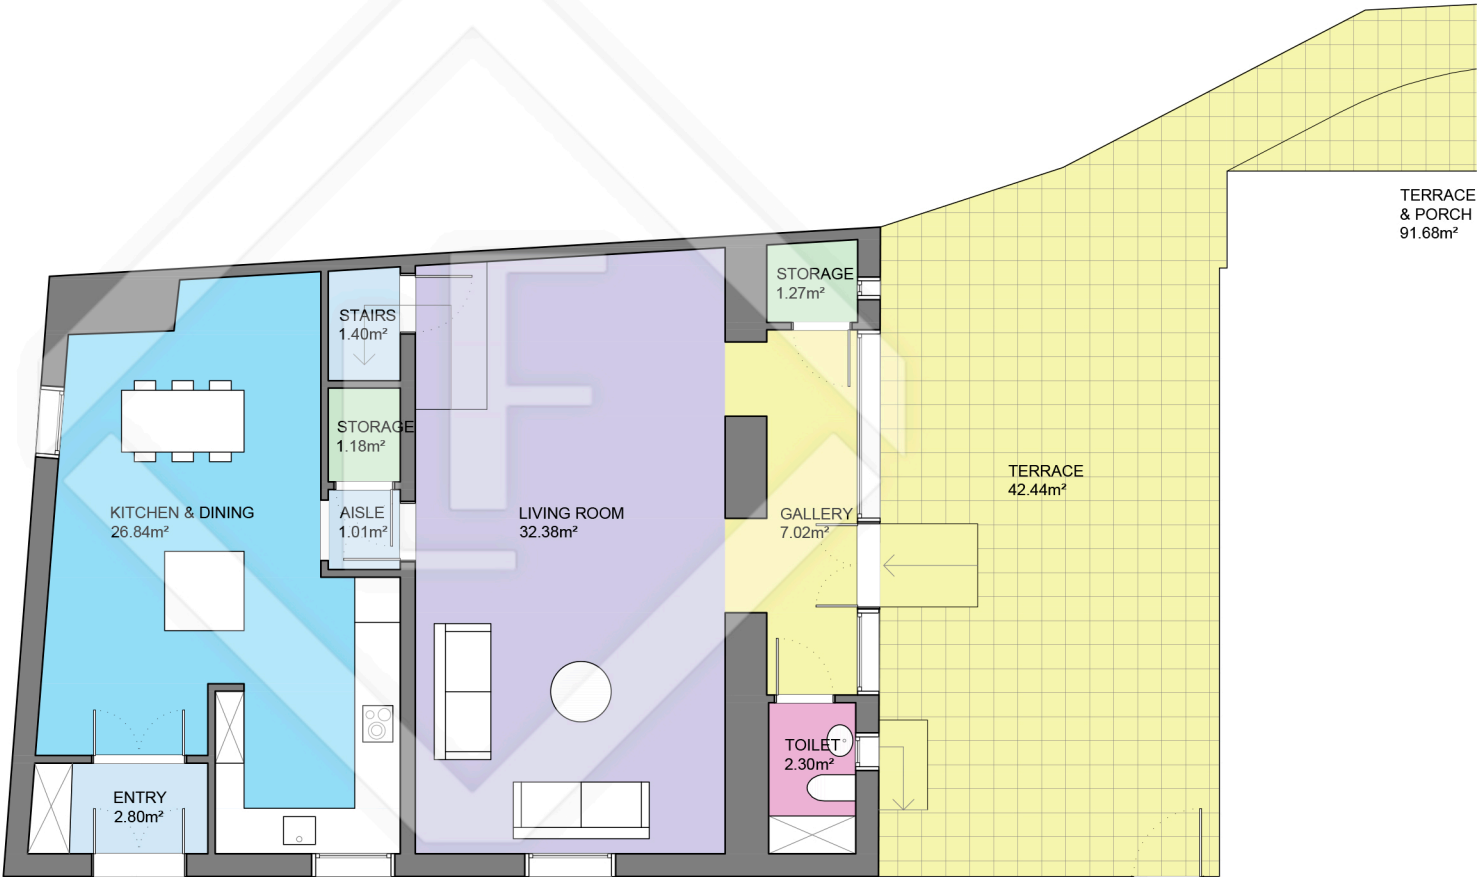 TERRACE
& PORCH
91.68m²
STORAGE
1.27m²
STAIRS
1.40m²
STORAGE
1.18m²
TERRACE
42.44m²
KITCHEN & DINING
26.84m²
AISLE
1.01m²
LIVING ROOM
32.38m²
GALLERY
7.02m²
TOILET
2.30m²
ENTRY
2.80m²